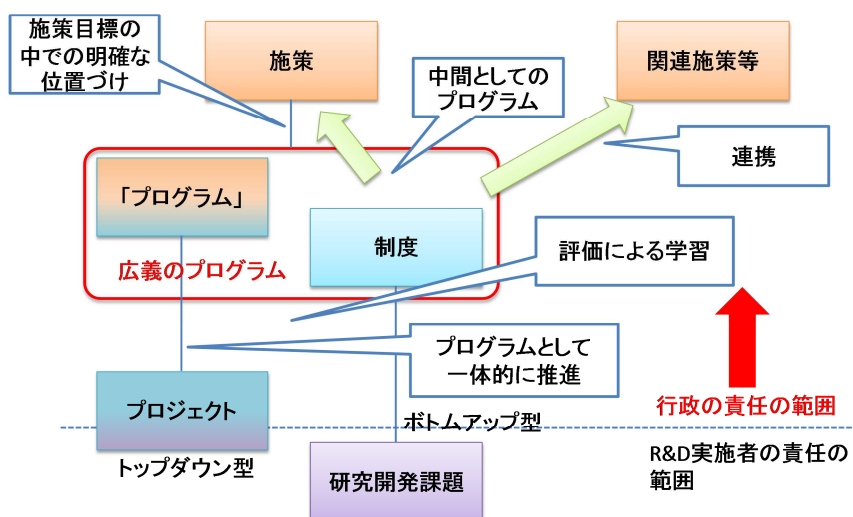 施策目標の
中での明確な
位置づけ
施策
中間としての
プログラム
関連施策等
連携
「プログラム」
制度
広義のプログラム
評価による学習
プログラムとして
一体的に推進
プロジェクト
行政の責任の範囲
ボトムアップ型
トップダウン型
研究開発課題
R&D実施者の責任の
範囲